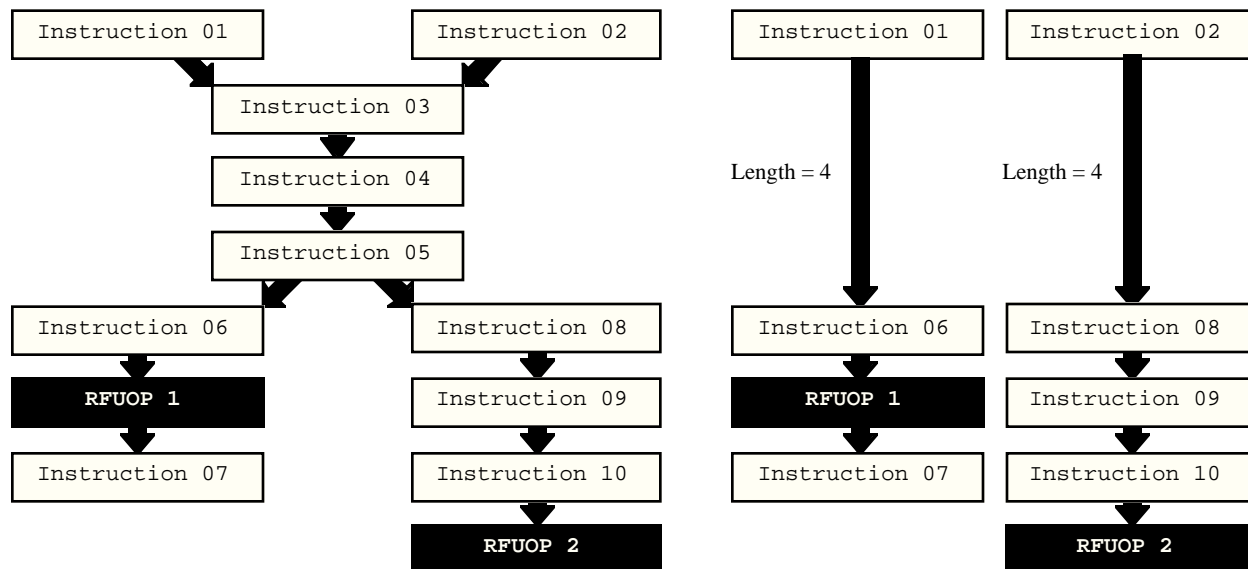 Instruction 01
Instruction 02
Instruction 03
Instruction 04
Instruction 05
Instruction 06
Instruction 08
RFUOP 1
Instruction 09
Instruction 07
Instruction 10
RFUOP 2
Instruction 01
Instruction 02
Length = 4
Length = 4
Instruction 06
Instruction 08
RFUOP 1
Instruction 09
Instruction 07
Instruction 10
RFUOP 2